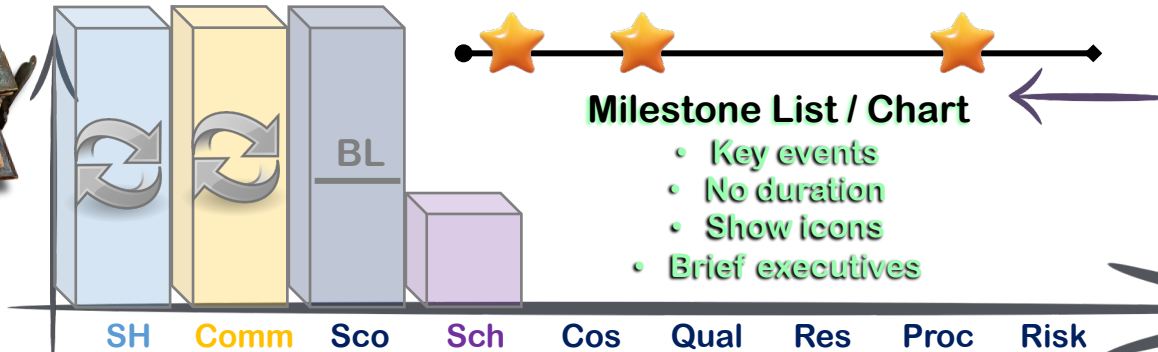 BL
Milestone List / Chart
• Key events
• No duration
• Show icons
• Brief executives
SH Comm Sco Sch Cos Qual Res Proc Risk